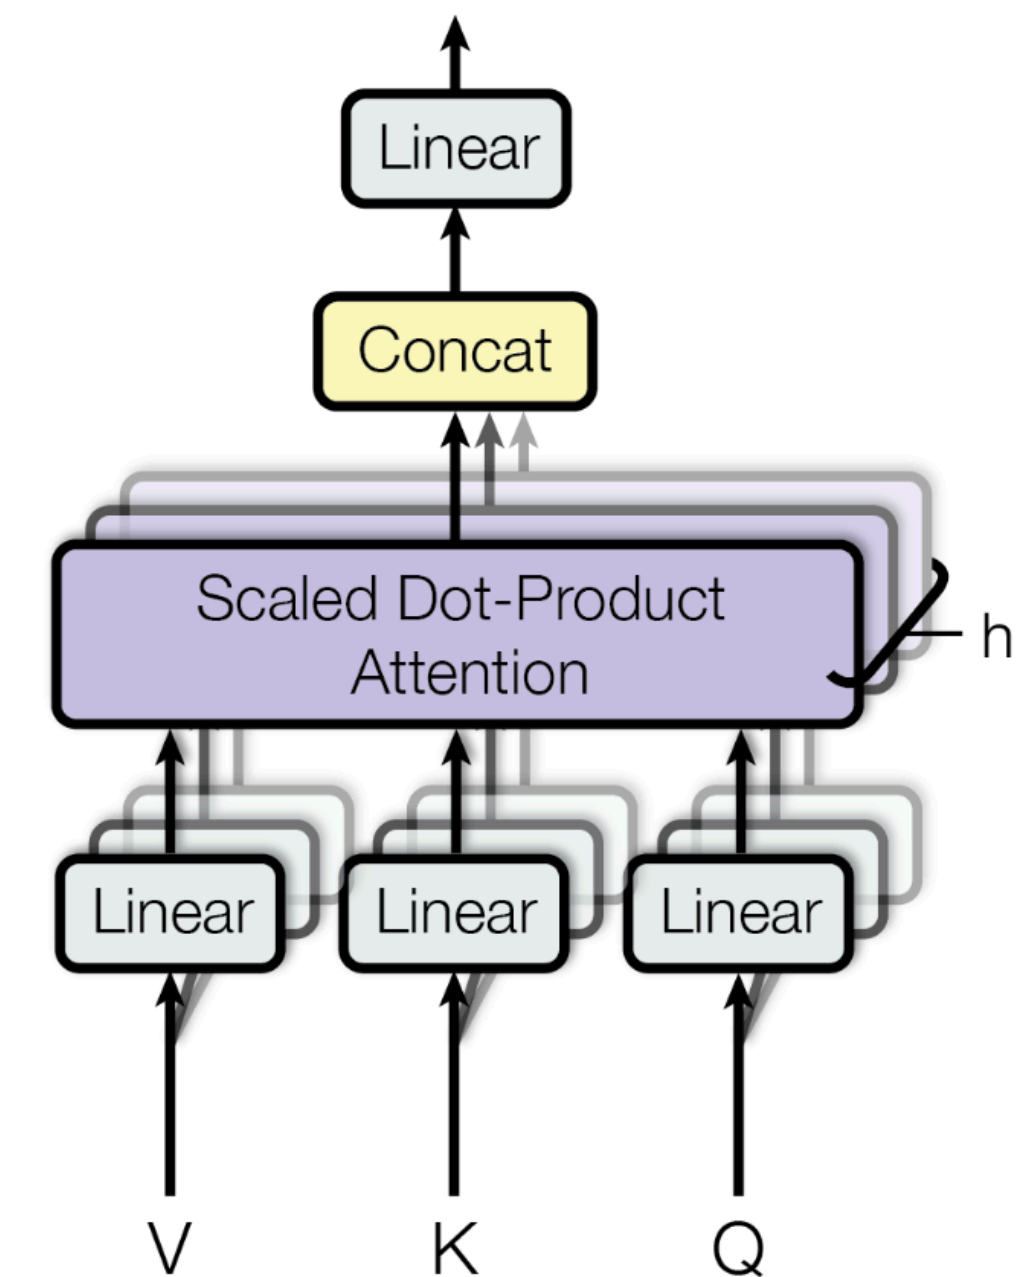 Linear
Concat
Scaled Dot-Product
Attention
h
Linear
Linear
Linear
V
K
Q